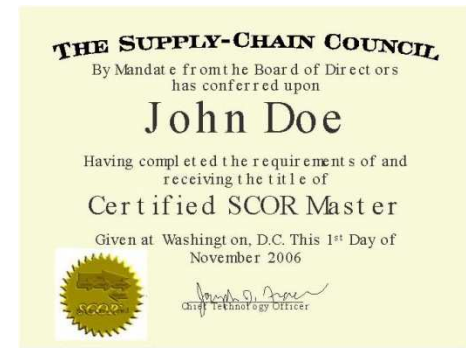 THE SUPPLY-CHAIN COUNCIL
By Mandate from the Board of Directors
has conferred upon
John Doe
Having completed the requirements of and
receiving the title of
Certified SCOR Master
Given at Washington, D.C. This 1st Day of
November 2006
Chief Technology Officer
SCOR